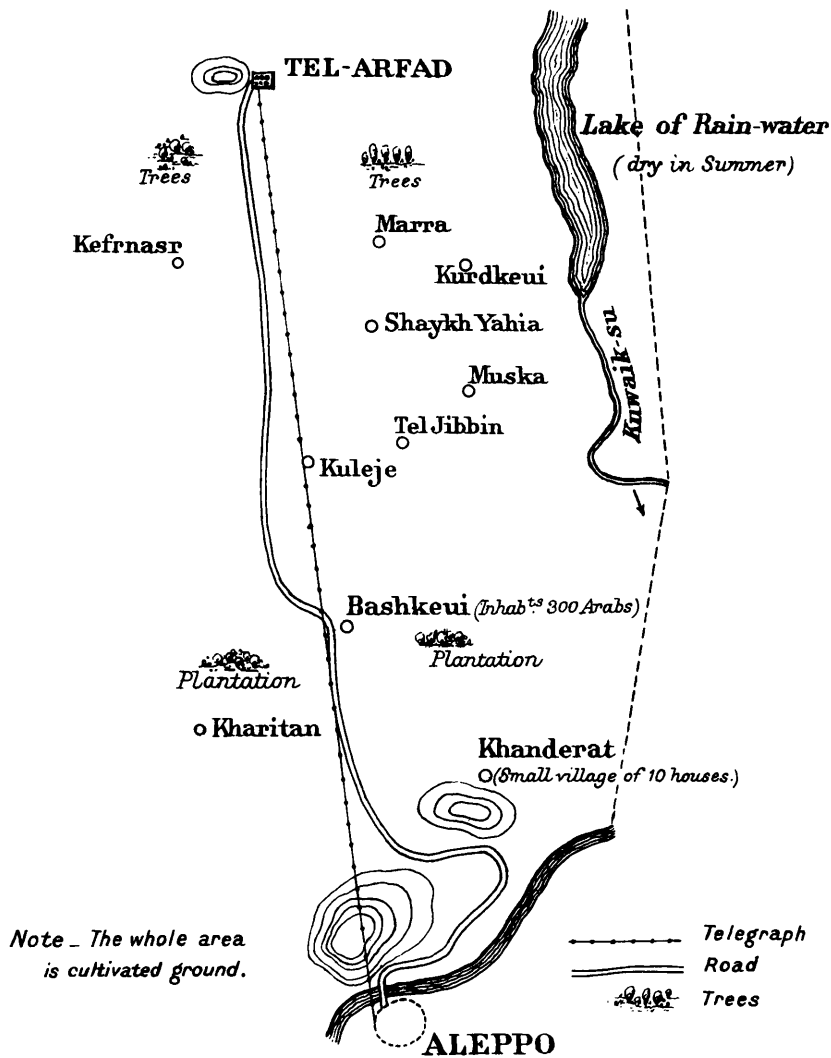 TEL-ARFAD
Lake of Rain-water
(dry in Summer)
Trees
Trees
Marra
Kefrnasr
Kurdkeui
Shaykh Yahia
Kuwaik-su
Muska
Tel Jibbin
Kuleje
Bashkeui (Inhabts. 300 Arabs)
Plantation
Plantation
Kharitan
Khanderat
(Small village of 10 houses.)
Note _ The whole area
is cultivated ground.
Telegraph
Road
Trees
ALEPPO